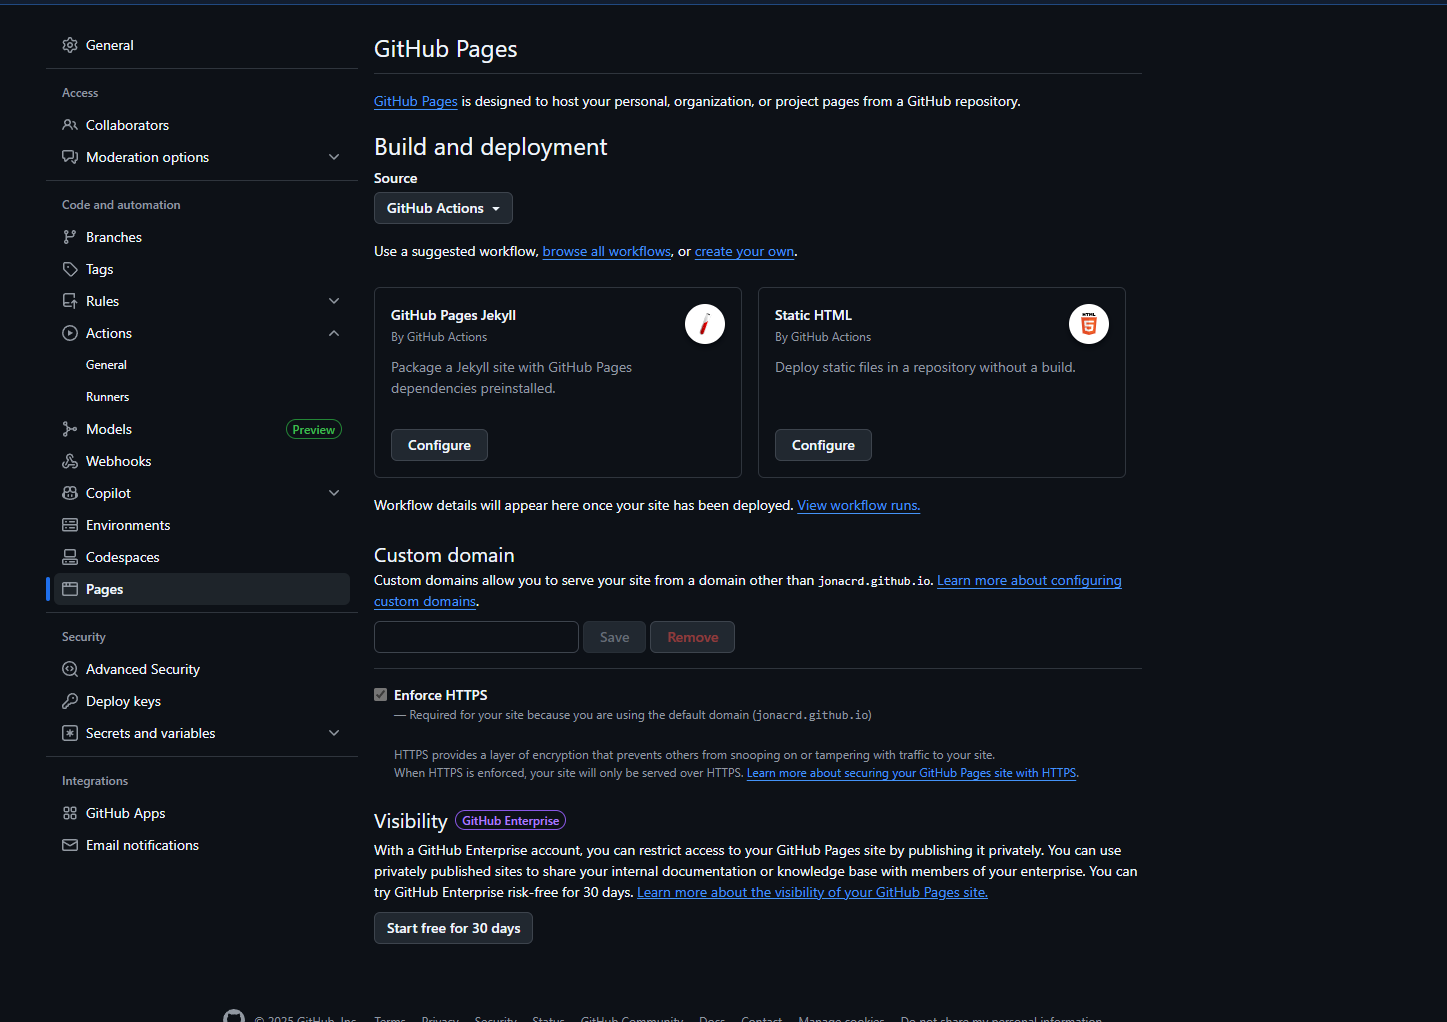 General
Access
Collaborators
Moderation options
Code and automation
Branches
Tags
Rules
Actions
General
Runners
Models
Preview
Webhooks
Copilot
Environments
Codespaces
Pages
Security
Advanced Security
Deploy keys
Secrets and variables
Integrations
GitHub Apps
Email notifications
GitHub Pages
GitHub Pages is designed to host your personal, organization, or project pages from a GitHub repository.
Build and deployment
Source
GitHub Actions
Use a suggested workflow, browse all workflows, or create your own.
GitHub Pages Jekyll
By GitHub Actions
Package a Jekyll site with GitHub Pages
dependencies preinstalled.
Configure
Static HTML
By GitHub Actions
HTML
5
Deploy static files in a repository without a build.
Configure
Workflow details will appear here once your site has been deployed. View workflow runs.
Custom domain
Custom domains allow you to serve your site from a domain other than jonacrd.github.io. Learn more about configuring
custom domains.
Save
Remove
Enforce HTTPS
— Required for your site because you are using the default domain (jonacrd.github.io)
HTTPS provides a layer of encryption that prevents others from snooping on or tampering with traffic to your site.
When HTTPS is enforced, your site will only be served over HTTPS. Learn more about securing your GitHub Pages site with HTTPS.
Visibility
GitHub Enterprise
With a GitHub Enterprise account, you can restrict access to your GitHub Pages site by publishing it privately. You can use
privately published sites to share your internal documentation or knowledge base with members of your enterprise. You can
try GitHub Enterprise risk-free for 30 days. Learn more about the visibility of your GitHub Pages site.
Start free for 30 days
© 2025 GitHub, Inc.
Terms
Privacy
Security
Status
GitHub Community
Docs
Contact
Manage cookies
Do not share my personal information